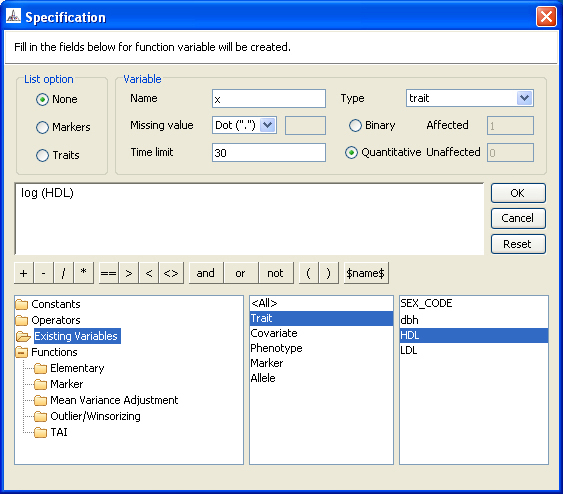 Specification
Fill in the fields below for function variable will be created.
List option
None
Markers
Traits
Variable
Name x Type trait
Missing value Dot (".") Binary Affected 1
Time limit 30 Quantitative Unaffected 0
log (HDL)
OK
Cancel
Reset
+ - / * == > < <> and or not ( ) $name$
Constants
Operators
Existing Variables
Functions
Elementary
Marker
Mean Variance Adjustment
Outlier/Winsorizing
TAI
<All>
Trait
Covariate
Phenotype
Marker
Allele
SEX_CODE
dbh
HDL
LDL